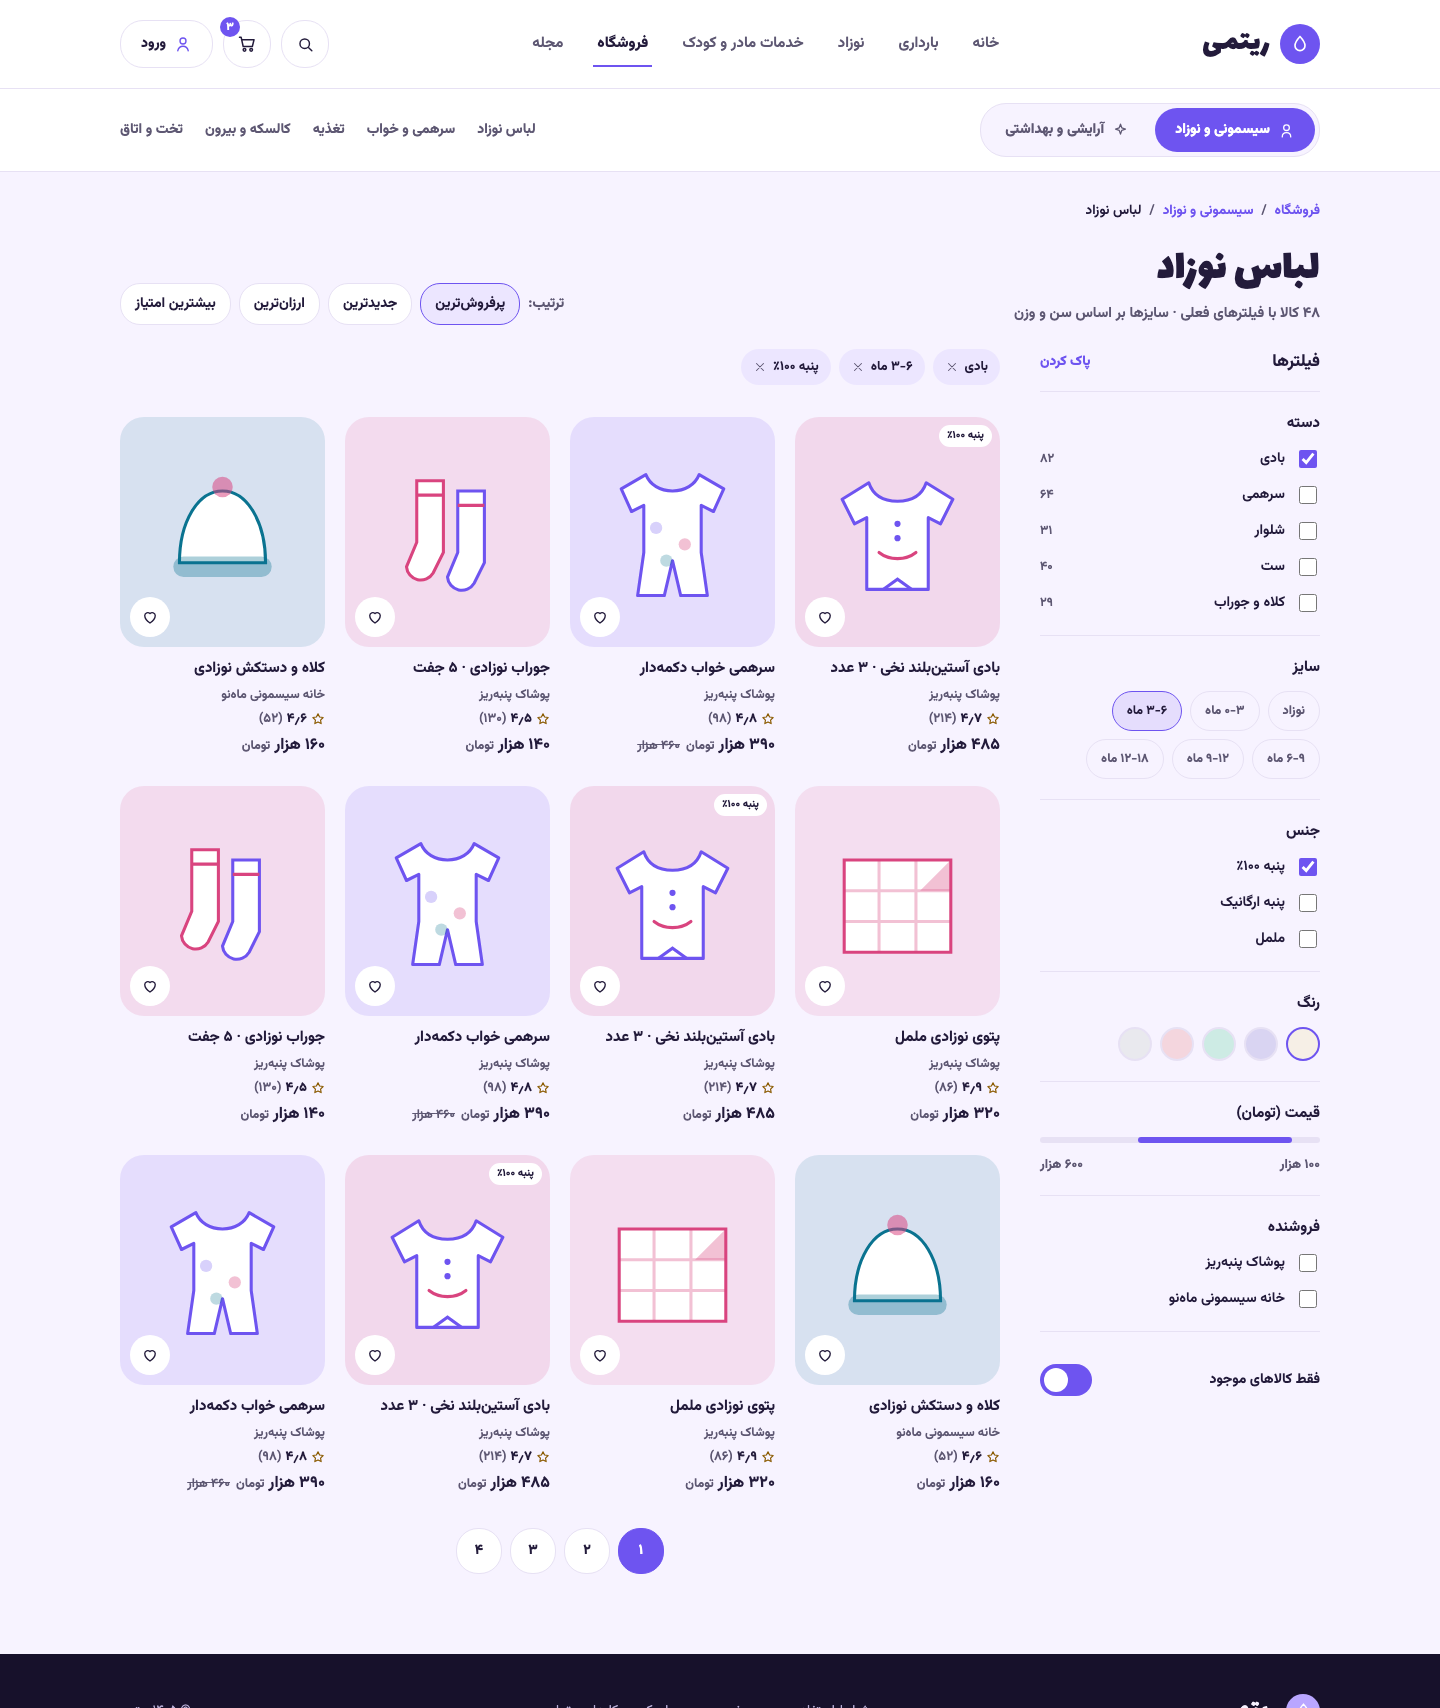 ریتمی
خانه
بارداری
نوزاد
خدمات مادر و کودک
فروشگاه
مجله
۳
ورود
سیسمونی و نوزاد
آرایشی و بهداشتی
لباس نوزاد
سرهمی و خواب
تغذیه
کالسکه و بیرون
تخت و اتاق
فروشگاه / سیسمونی و نوزاد / لباس نوزاد
لباس نوزاد
۴۸ کالا با فیلترهای فعلی · سایزها بر اساس سن و وزن
ترتیب:
پرفروش‌ترین
جدیدترین
ارزان‌ترین
بیشترین امتیاز
فیلترها
پاک کردن
دسته
بادی ۸۲
سرهمی ۶۴
شلوار ۳۱
ست ۴۰
کلاه و جوراب ۲۹
سایز
نوزاد
۰-۳ ماه
۳-۶ ماه
۶-۹ ماه
۹-۱۲ ماه
۱۲-۱۸ ماه
جنس
پنبه ۱۰۰٪
پنبه ارگانیک
ململ
رنگ
قیمت (تومان)
۱۰۰ هزار
۶۰۰ هزار
فروشنده
پوشاک پنبه‌ریز
خانه سیسمونی ماه‌نو
فقط کالاهای موجود
بادی
۳-۶ ماه
پنبه ۱۰۰٪
پنبه ۱۰۰٪
بادی آستین‌بلند نخی · ۳ عدد
پوشاک پنبه‌ریز
۴٫۷ (۲۱۴)
۴۸۵ هزار تومان
سرهمی خواب دکمه‌دار
پوشاک پنبه‌ریز
۴٫۸ (۹۸)
۳۹۰ هزار تومان ۴۶۰ هزار
جوراب نوزادی · ۵ جفت
پوشاک پنبه‌ریز
۴٫۵ (۱۳۰)
۱۴۰ هزار تومان
کلاه و دستکش نوزادی
خانه سیسمونی ماه‌نو
۴٫۶ (۵۲)
۱۶۰ هزار تومان
پتوی نوزادی ململ
پوشاک پنبه‌ریز
۴٫۹ (۸۶)
۳۲۰ هزار تومان
پنبه ۱۰۰٪
بادی آستین‌بلند نخی · ۳ عدد
پوشاک پنبه‌ریز
۴٫۷ (۲۱۴)
۴۸۵ هزار تومان
سرهمی خواب دکمه‌دار
پوشاک پنبه‌ریز
۴٫۸ (۹۸)
۳۹۰ هزار تومان ۴۶۰ هزار
جوراب نوزادی · ۵ جفت
پوشاک پنبه‌ریز
۴٫۵ (۱۳۰)
۱۴۰ هزار تومان
کلاه و دستکش نوزادی
خانه سیسمونی ماه‌نو
۴٫۶ (۵۲)
۱۶۰ هزار تومان
پتوی نوزادی ململ
پوشاک پنبه‌ریز
۴٫۹ (۸۶)
۳۲۰ هزار تومان
پنبه ۱۰۰٪
بادی آستین‌بلند نخی · ۳ عدد
پوشاک پنبه‌ریز
۴٫۷ (۲۱۴)
۴۸۵ هزار تومان
سرهمی خواب دکمه‌دار
پوشاک پنبه‌ریز
۴٫۸ (۹۸)
۳۹۰ هزار تومان ۴۶۰ هزار
۱
۲
۳
۴